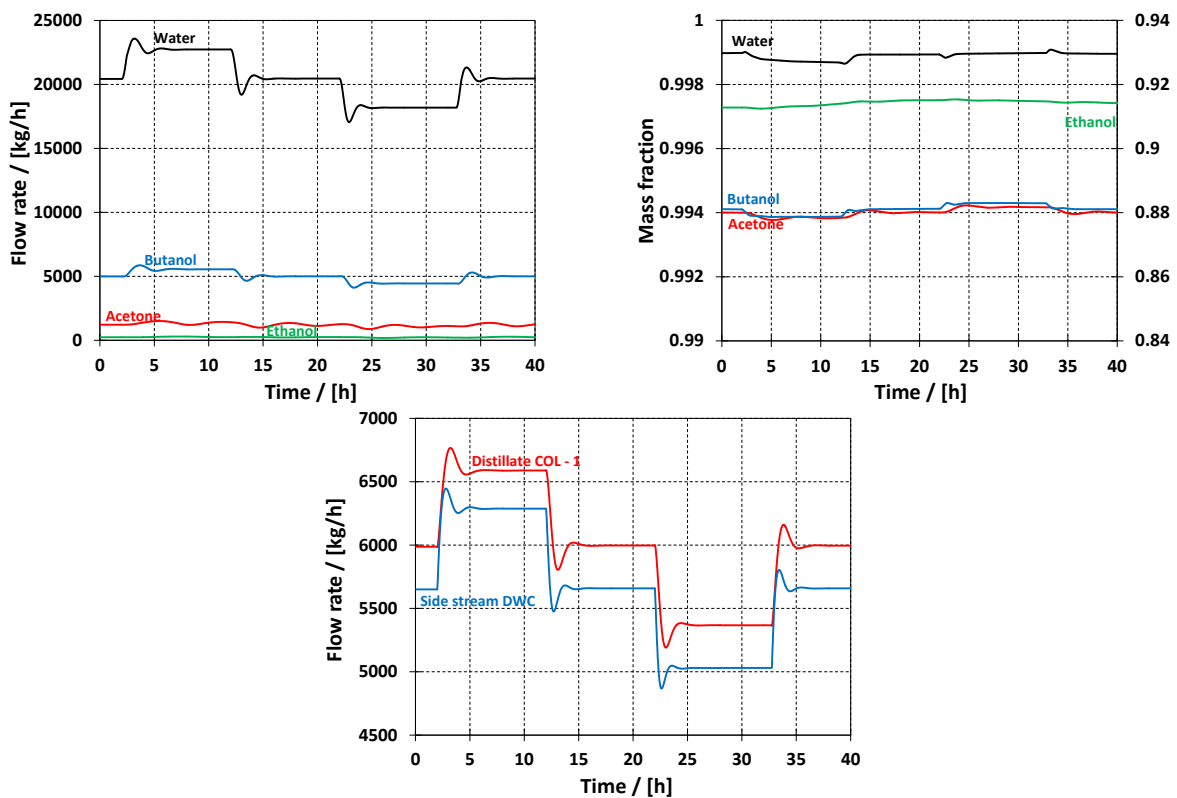 25000
20000
15000
10000
5000
0
Flow rate / [kg/h]
Water
Butanol
Acetone
Ethanol
0 5 10 15 20 25 30 35 40
Time / [h]
1
0.998
0.996
0.994
0.992
0.99
Mass fraction
Water
Ethanol
Butanol
Acetone
0.94
0.92
0.9
0.88
0.86
0.84
0 5 10 15 20 25 30 35 40
Time / [h]
7000
6500
6000
5500
5000
4500
Flow rate / [kg/h]
Distillate COL - 1
Side stream DWC
0 5 10 15 20 25 30 35 40
Time / [h]